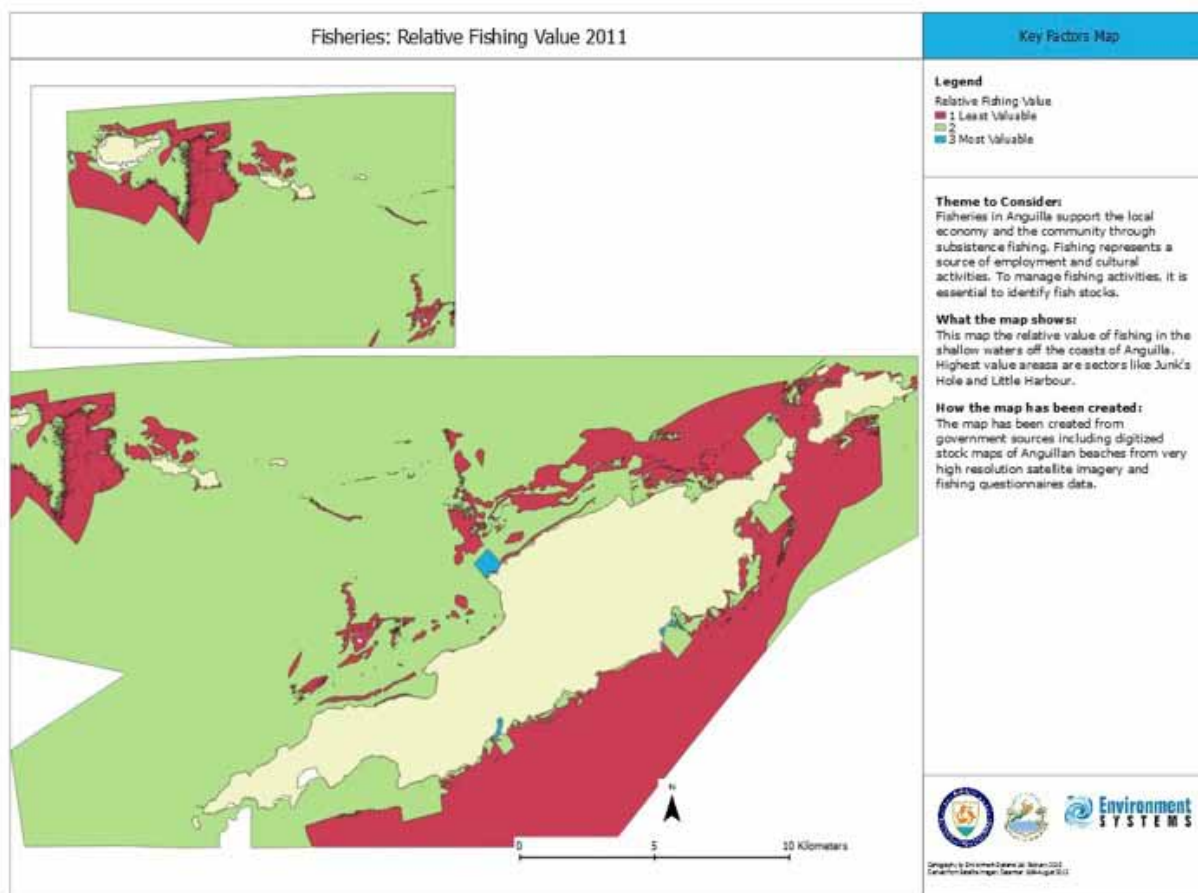 Fisheries: Relative Fishing Value 2011
Key Factors Map
Legend
Relative Fishing Value
1 Least Valuable
2
3 Most Valuable
Theme to Consider:
Fisheries in Anguilla support the local
economy and the community through
subsistence fishing. Fishing represents a
source of employment and cultural
activities. To manage fishing activities, it is
essential to identify fish stocks.
What the map shows:
This map the relative value of fishing in the
shallow waters off the coasts of Anguilla.
Highest value areasa are sectors like Junk's
Hole and Little Harbour.
How the map has been created:
The map has been created from
government sources including digitized
stock maps of Anguillan beaches from very
high resolution satellite imagery and
fishing questionnaires data.
N
0 5 10 Kilometers
Environment
SYSTEMS